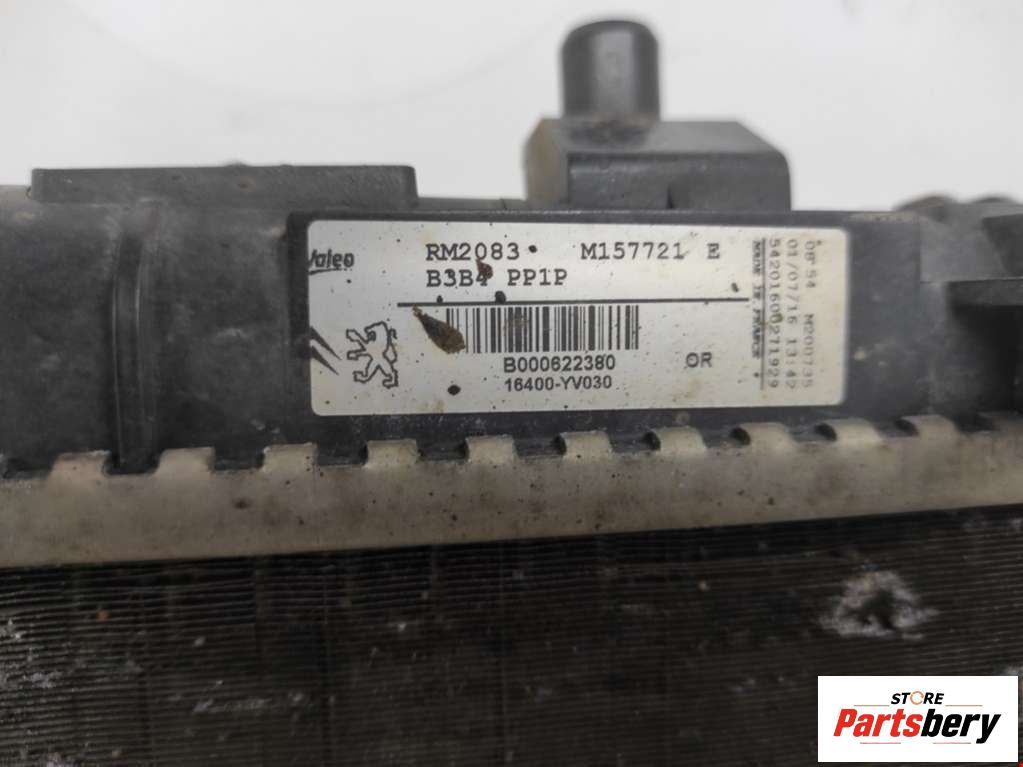 Valeo
RM2083 M157721 E
B3B4 PP1P
B000622380 OR
16400-YV030
08 54 M200735
01/07/16 13:42
54201600271929
MADE IN FRANCE
STORE
Partsbery